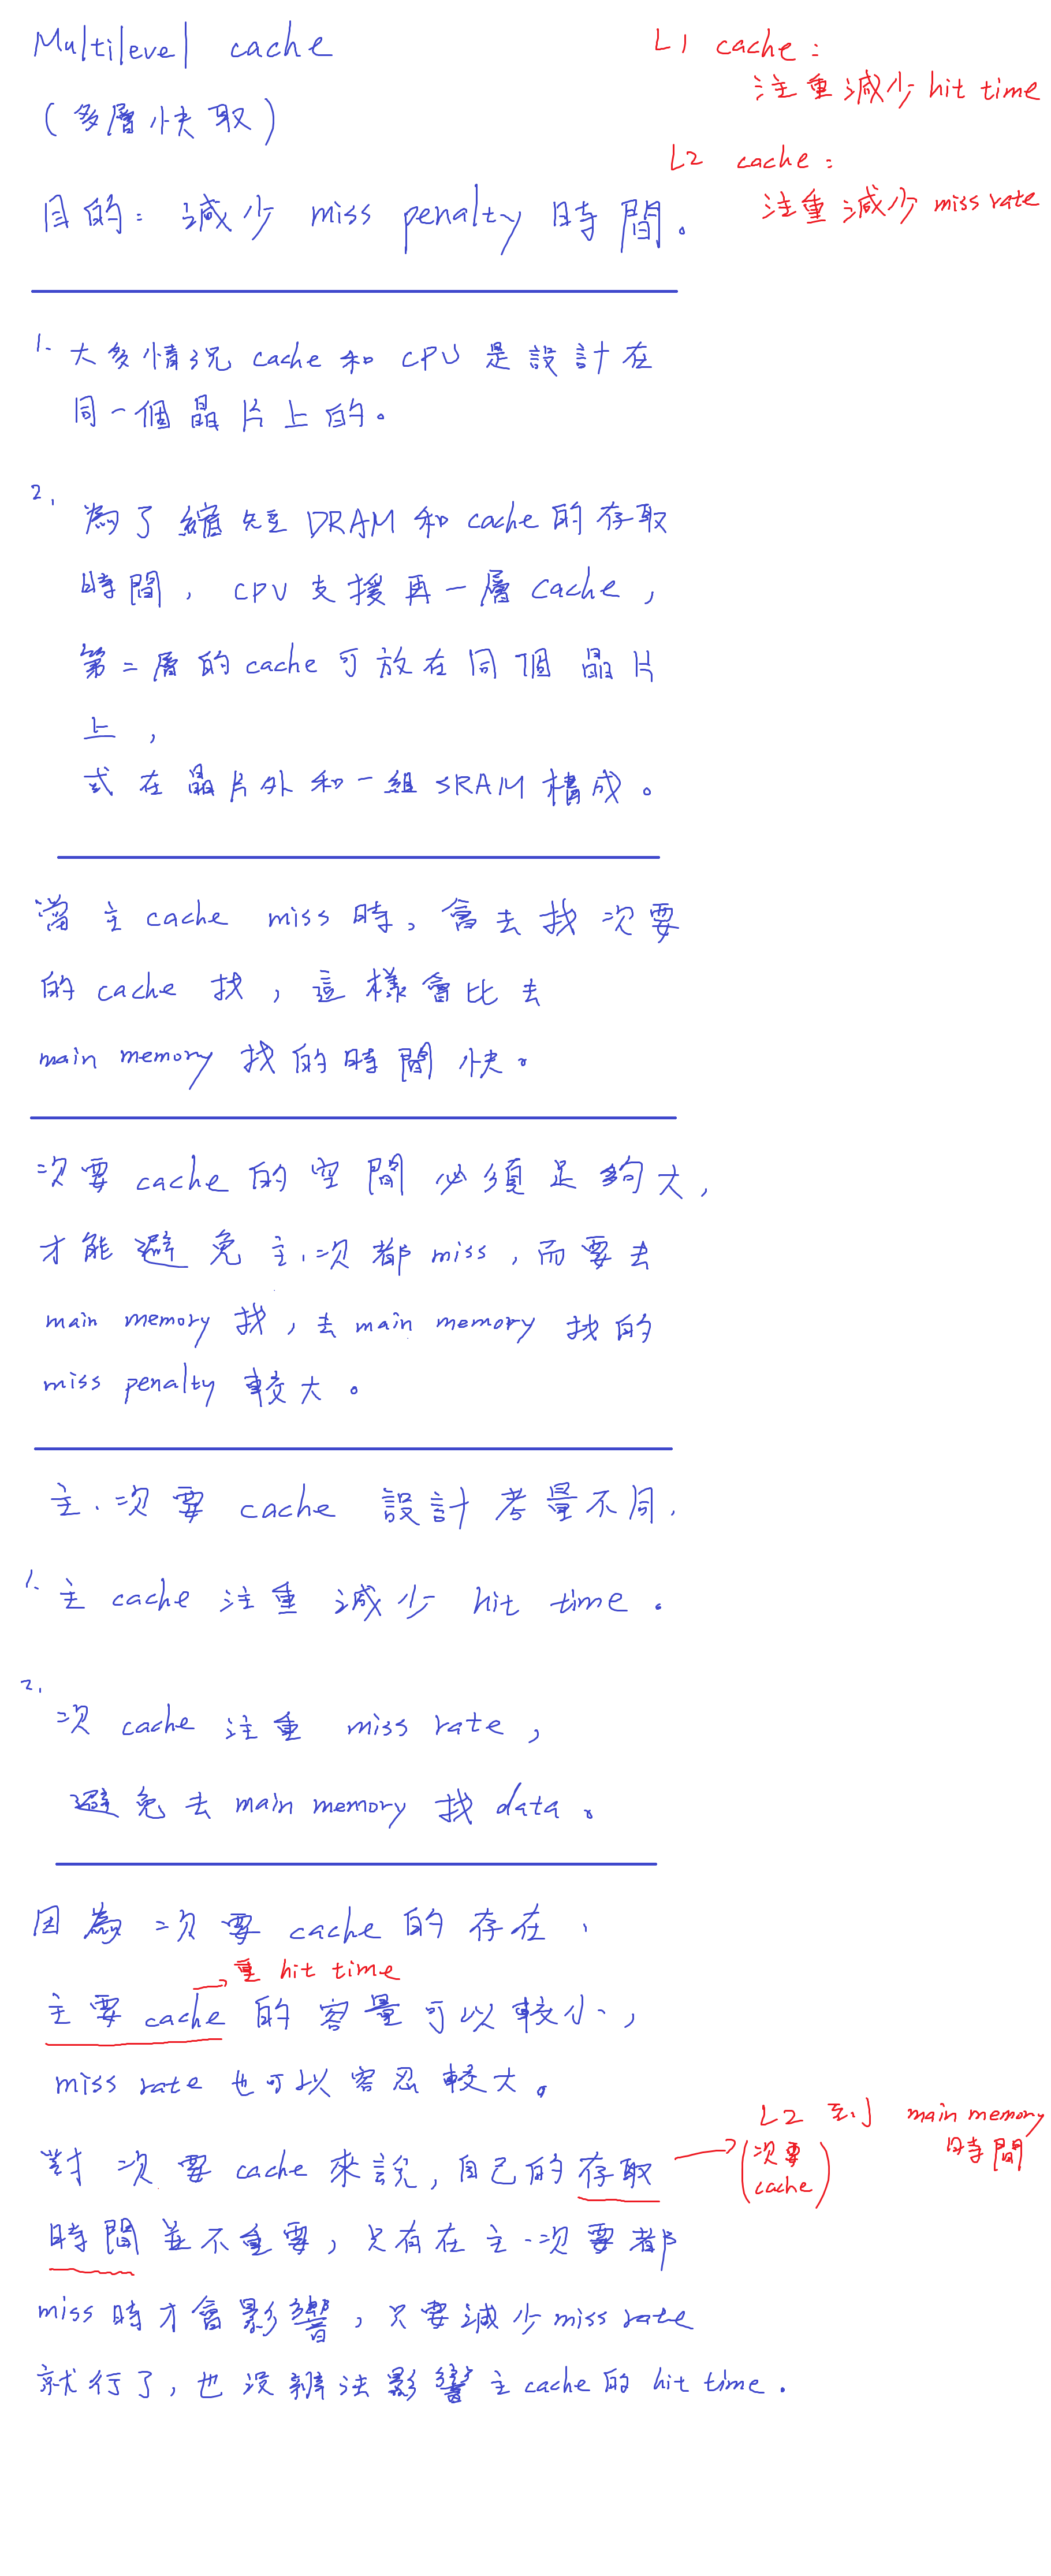 Multilevel cache
(多層快取)
目的: 減少 miss penalty 時間。
L1 cache:
注重減少 hit time
L2 cache:
注重減少 miss rate
1. 大多情況 cache 和 CPU 是設計在
同一個晶片上的。
2. 為了縮短 DRAM 和 cache 的存取
時間, CPU 支援再一層 cache,
第二層的 cache 可放在同個晶片
上,
或在晶片外和一組 SRAM 構成。
當主 cache miss 時, 會去找次要
的 cache 找, 這樣會比去
main memory 找的時間快。
次要 cache 的空間必須足夠大,
才能避免主、次都 miss, 而要去
main memory 找, 去 main memory 找的
miss penalty 較大。
主、次要 cache 設計考量不同.
1. 主 cache 注重減少 hit time。
2. 次 cache 注重 miss rate,
避免去 main memory 找 data。
因為次要 cache 的存在、
重 hit time
主要 cache 的容量可以較小、,
miss rate 也可以容忍較大。
對次要 cache 來說, 自己的存取
L2 到 main memory
時間
(次要
cache)
時間並不重要, 只有在主、次要都
miss 時才會影響, 只要減少 miss rate
就行了, 也沒辦法影響主 cache 的 hit time.